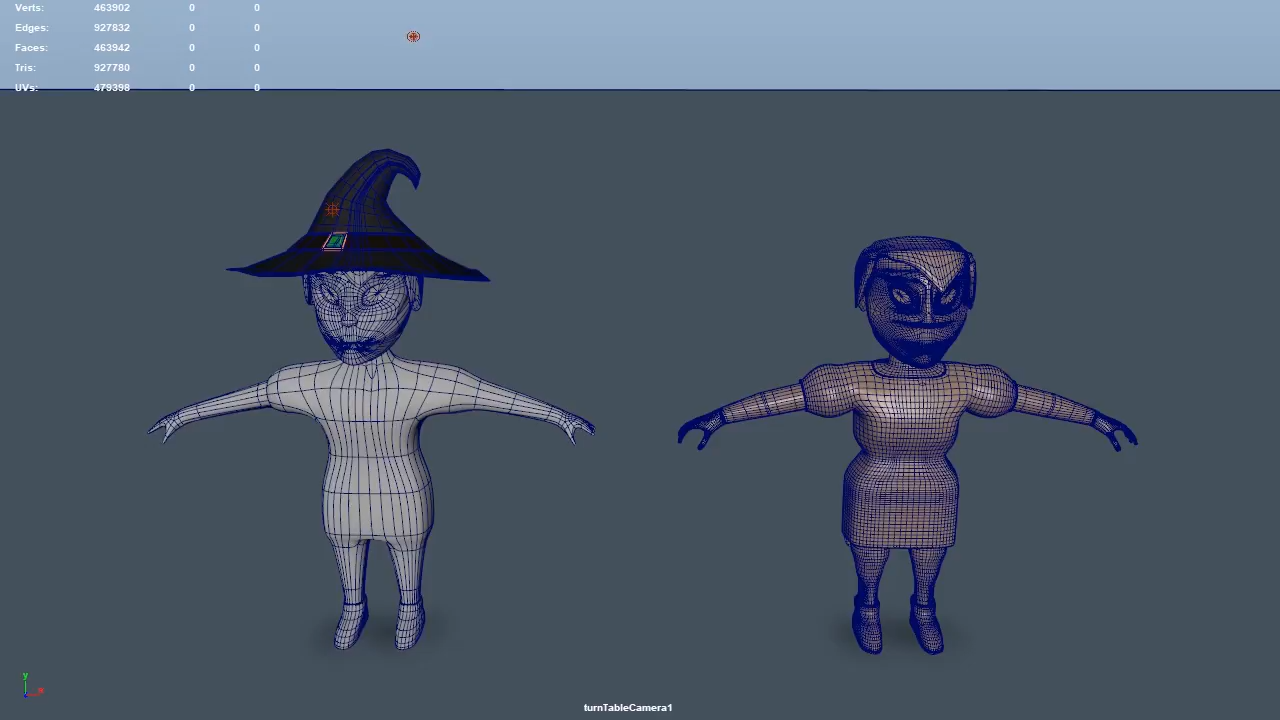 Verts: 463902 0 0
Edges: 927832 0 0
Faces: 463942 0 0
Tris: 927780 0 0
UVs: 479398 0 0
y
turnTableCamera1